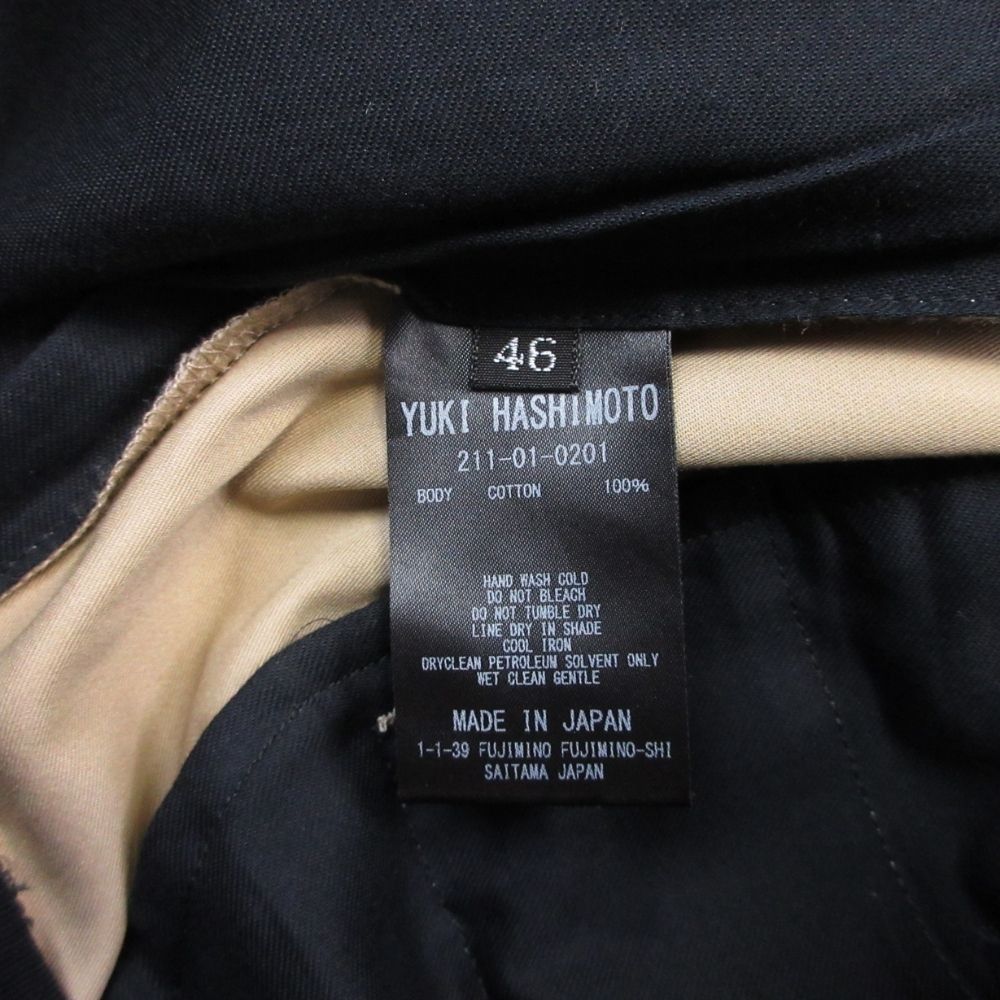 46
YUKI HASHIMOTO
211-01-0201
BODY COTTON 100%
HAND WASH COLD
DO NOT BLEACH
DO NOT TUMBLE DRY
LINE DRY IN SHADE
COOL IRON
DRYCLEAN PETROLEUM SOLVENT ONLY
WET CLEAN GENTLE
MADE IN JAPAN
1-1-39 FUJIMINO FUJIMINO-SHI
SAITAMA JAPAN